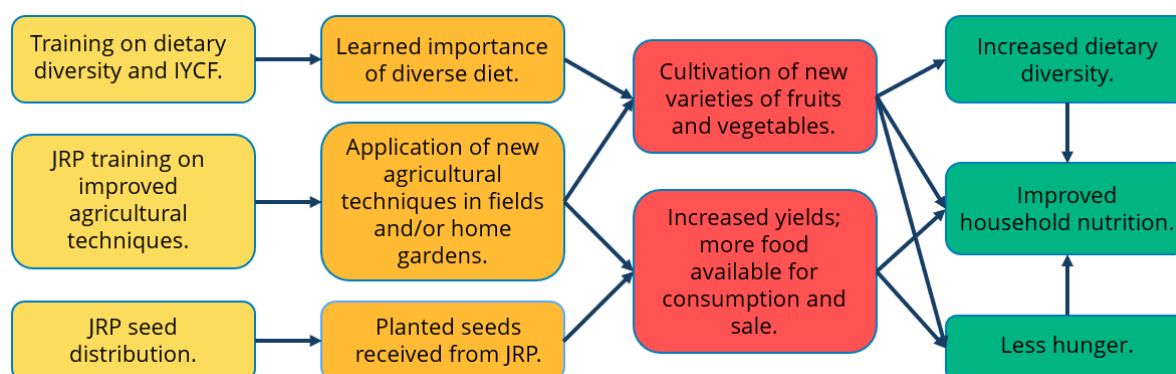 Training on dietary
diversity and IYCF.
Learned importance
of diverse diet.
Cultivation of new
varieties of fruits
and vegetables.
Increased dietary
diversity.
JRP training on
improved
agricultural
techniques.
Application of new
agricultural
techniques in fields
and/or home
gardens.
Increased yields;
more food
available for
consumption and
sale.
Improved
household nutrition.
JRP seed
distribution.
Planted seeds
received from JRP.
Less hunger.